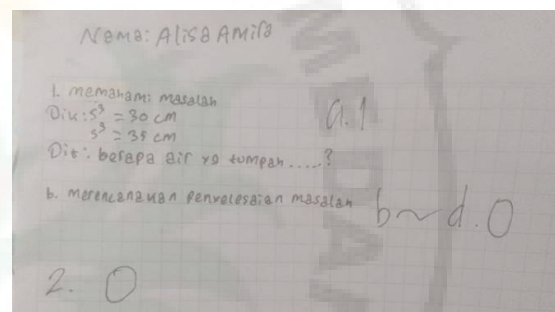 Nama: Alisa Amira
1. memahami masalah
Dik: s³ = 30 cm
s³ = 35 cm
Dit: berapa air yg tumpah.....?
a.1
b. merencanakan penyelesaian masalah
b~d.0
2. 0